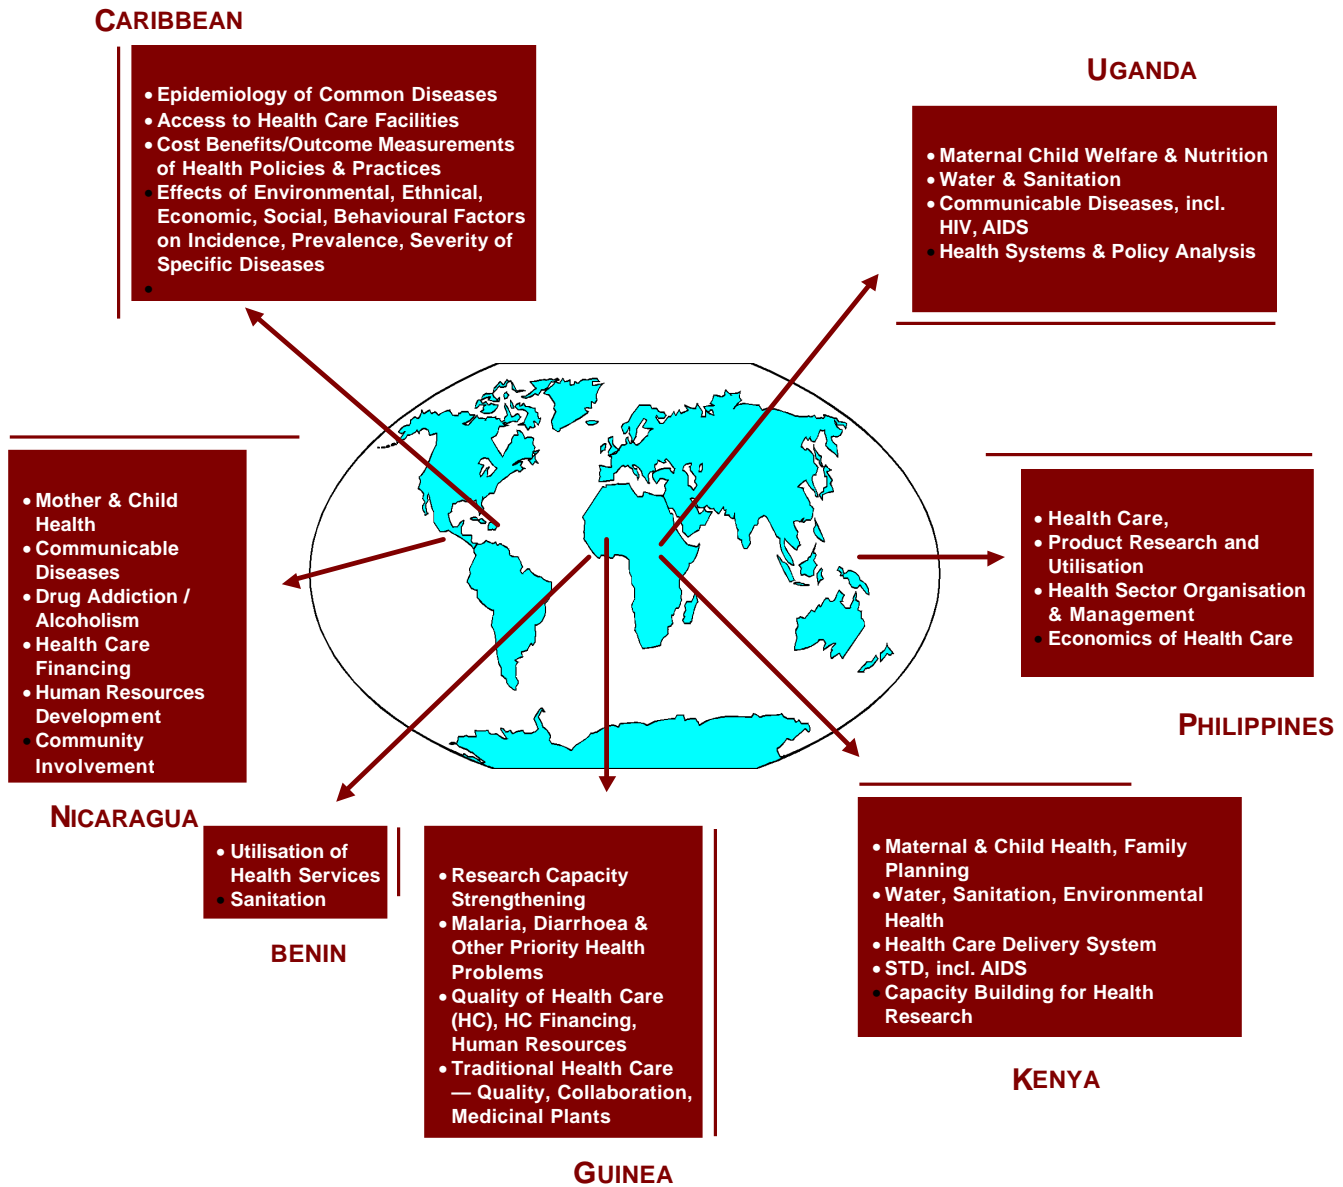 CARIBBEAN
• Epidemiology of Common Diseases
• Access to Health Care Facilities
• Cost Benefits/Outcome Measurements
of Health Policies & Practices
• Effects of Environmental, Ethnical,
Economic, Social, Behavioural Factors
on Incidence, Prevalence, Severity of
Specific Diseases
•
UGANDA
• Maternal Child Welfare & Nutrition
• Water & Sanitation
• Communicable Diseases, incl.
HIV, AIDS
• Health Systems & Policy Analysis
• Mother & Child
Health
• Communicable
Diseases
• Drug Addiction /
Alcoholism
• Health Care
Financing
• Human Resources
Development
• Community
Involvement
NICARAGUA
• Health Care,
• Product Research and
Utilisation
• Health Sector Organisation
& Management
• Economics of Health Care
PHILIPPINES
• Utilisation of
Health Services
• Sanitation
BENIN
• Research Capacity
Strengthening
• Malaria, Diarrhoea &
Other Priority Health
Problems
• Quality of Health Care
(HC), HC Financing,
Human Resources
• Traditional Health Care
— Quality, Collaboration,
Medicinal Plants
GUINEA
• Maternal & Child Health, Family
Planning
• Water, Sanitation, Environmental
Health
• Health Care Delivery System
• STD, incl. AIDS
• Capacity Building for Health
Research
KENYA